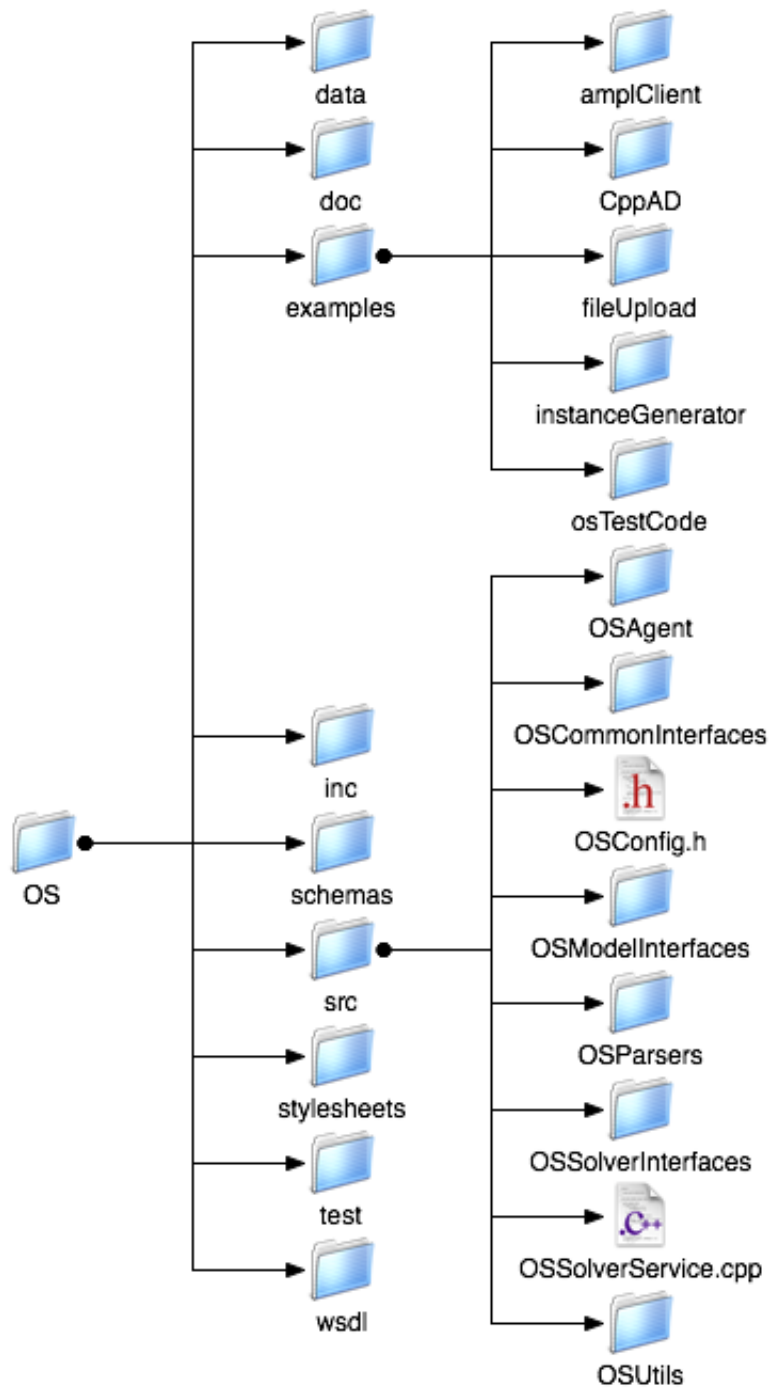 data
amplClient
doc
CppAD
examples
fileUpload
instanceGenerator
osTestCode
OSAgent
OSCommonInterfaces
inc
.h
OSConfig.h
OS
schemas
OSModelInterfaces
src
OSParsers
stylesheets
OSSolverInterfaces
test
.C++
OSSolverService.cpp
wsdl
OSUtils